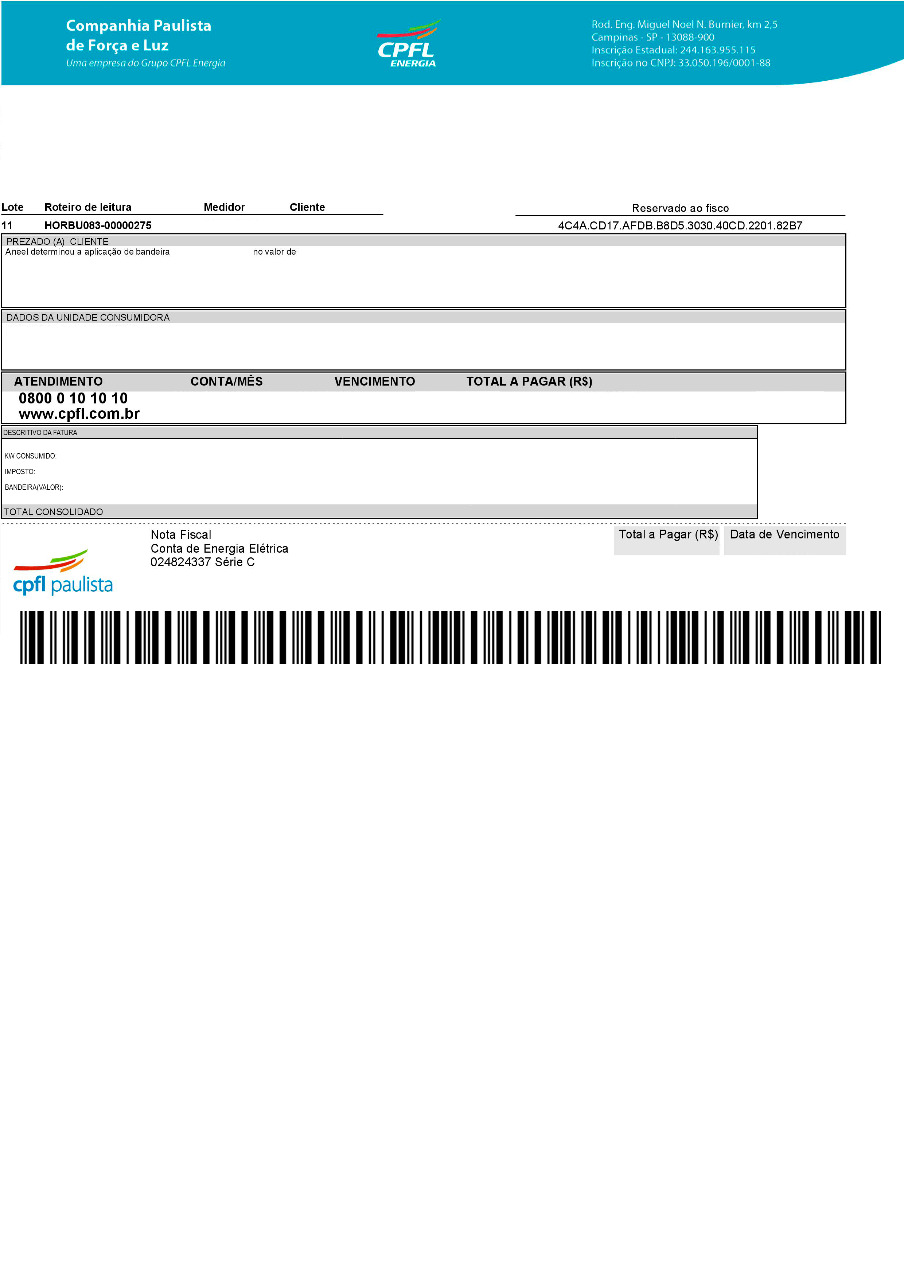 Companhia Paulista
de Força e Luz
Uma empresa do Grupo CPFL Energia
CPFL
ENERGIA
Rod. Eng. Miguel Noel N. Burnier, km 2,5
Campinas - SP - 13088-900
Inscrição Estadual: 244.163.955.115
Inscrição no CNPJ: 33.050.196/0001-88
Lote Roteiro de leitura Medidor Cliente Reservado ao fisco
11 HORBU083-00000275 4C4A.CD17.AFDB.B8D5.3030.40CD.2201.82B7
PREZADO (A) CLIENTE
Aneel determinou a aplicação de bandeira no valor de
DADOS DA UNIDADE CONSUMIDORA
ATENDIMENTO CONTA/MÊS VENCIMENTO TOTAL A PAGAR (R$)
0800 0 10 10 10
www.cpfl.com.br
DESCRITIVO DA FATURA
KW CONSUMIDO:
IMPOSTO:
BANDEIRA(VALOR):
TOTAL CONSOLIDADO
cpfl paulista
Nota Fiscal
Conta de Energia Elétrica
024824337 Série C
Total a Pagar (R$) Data de Vencimento